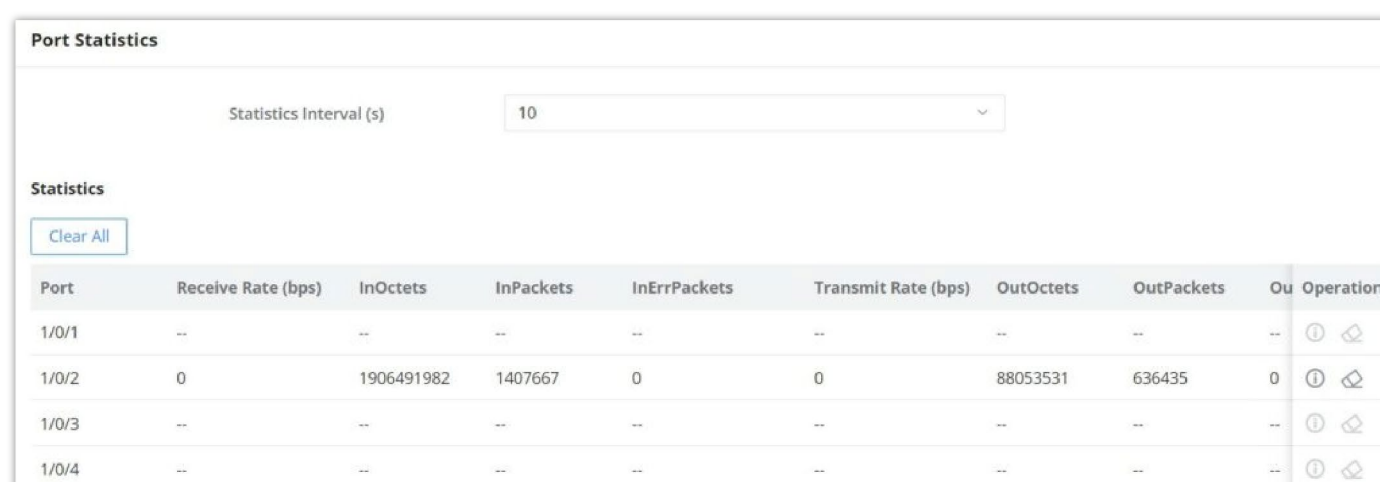 Port Statistics
Statistics Interval (s) 10
Statistics
Clear All
Port Receive Rate (bps) InOctets InPackets InErrPackets Transmit Rate (bps) OutOctets OutPackets Ou Operation
1/0/1 -- -- -- -- -- -- -- --
1/0/2 0 1906491982 1407667 0 0 88053531 636435 0
1/0/3 -- -- -- -- -- -- -- --
1/0/4 -- -- -- -- -- -- -- --